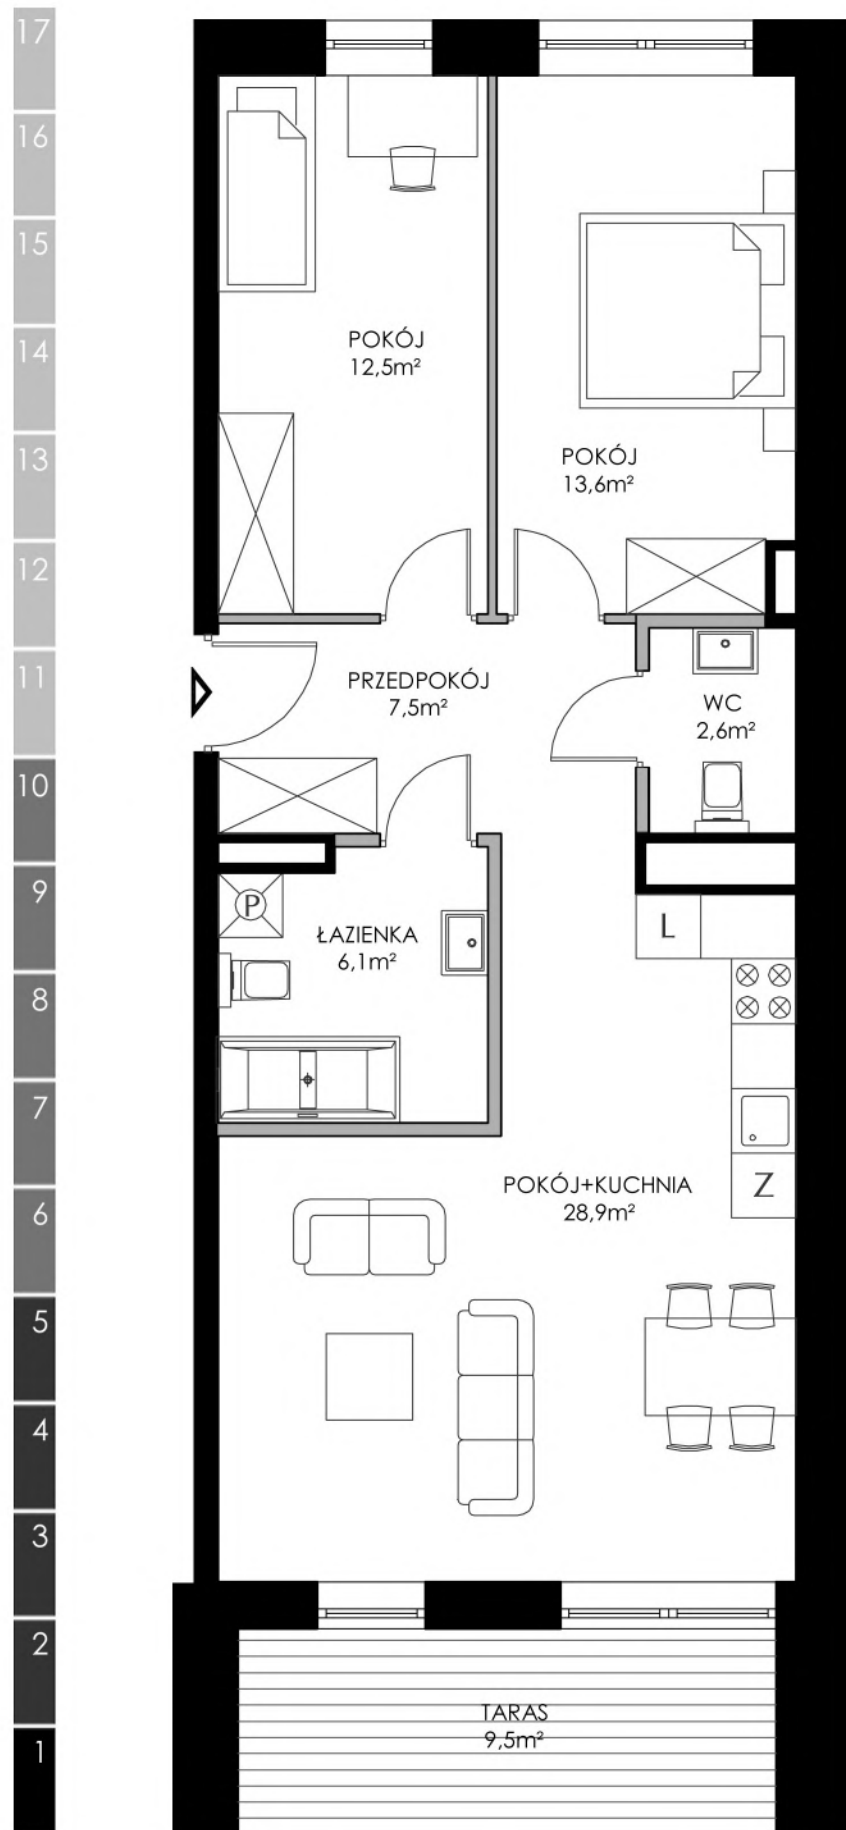 17
16
15
14
13
12
11
10
9
8
7
6
5
4
3
2
1
POKÓJ
12,5m²
POKÓJ
13,6m²
PRZEDPOKÓJ
7,5m²
WC
2,6m²
P
ŁAZIENKA
6,1m²
L
POKÓJ+KUCHNIA
28,9m²
Z
TARAS
9,5m²